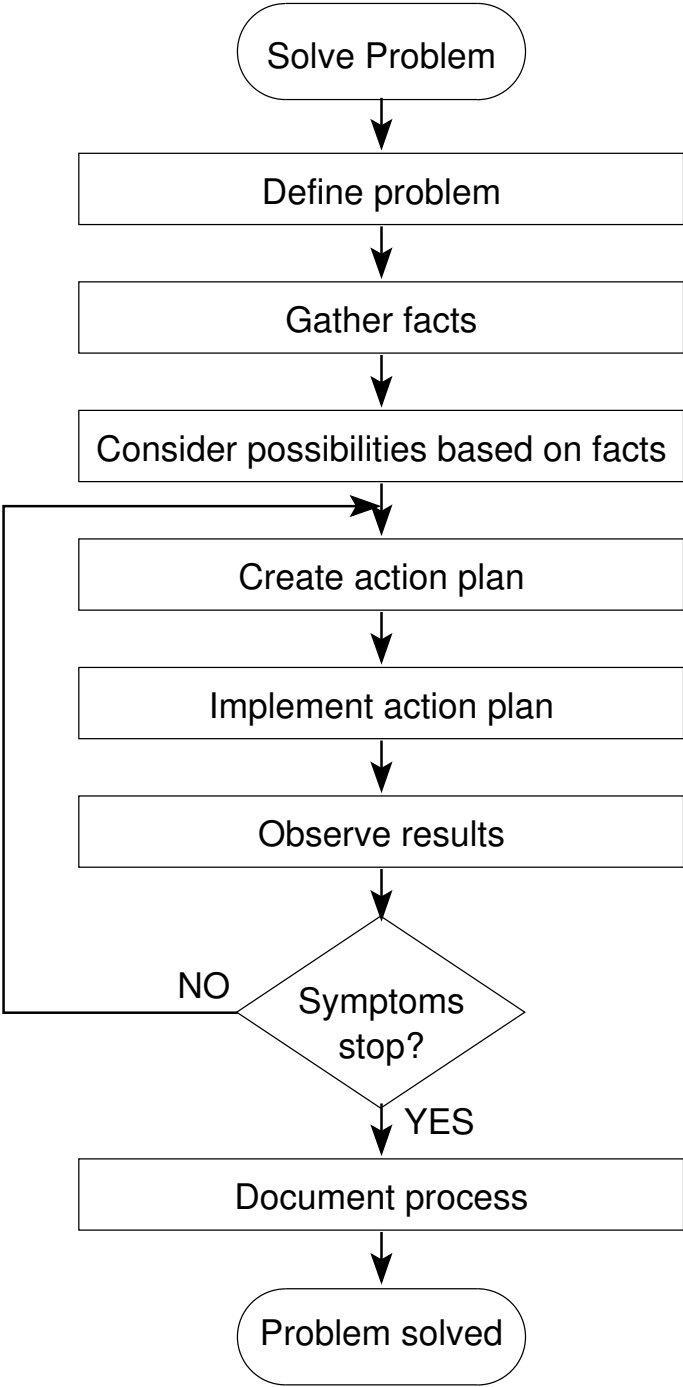 Solve Problem
Define problem
Gather facts
Consider possibilities based on facts
Create action plan
Implement action plan
Observe results
NO
Symptoms
stop?
YES
Document process
Problem solved